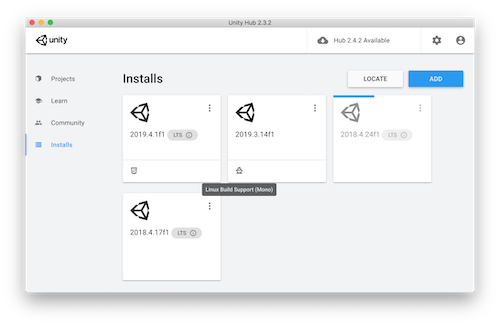 Unity Hub 2.3.2
unity
Hub 2.4.2 Available
Projects
Learn
Community
Installs
Installs
LOCATE
ADD
2019.4.1f1 LTS
2019.3.14f1
2018.4.24f1 LTS
Linux Build Support (Mono)
2018.4.17f1 LTS